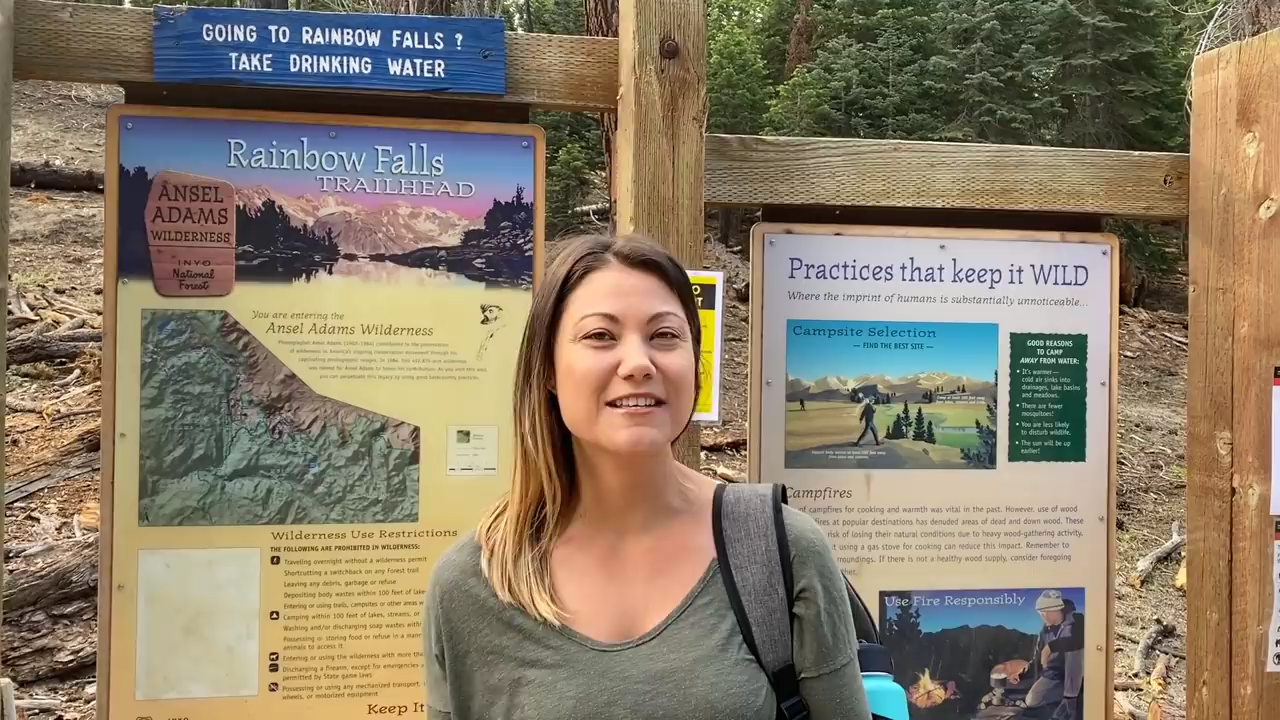 GOING TO RAINBOW FALLS ?
TAKE DRINKING WATER
Rainbow Falls
TRAILHEAD
ANSEL
ADAMS
WILDERNESS
INYO
National
Forest
You are entering the
Ansel Adams Wilderness
Wilderness Use Restrictions
THE FOLLOWING ARE PROHIBITED IN WILDERNESS:
Traveling overnight without a wilderness permit
Shortcutting a switchback on any Forest trail
Leaving any debris, garbage or refuse
Depositing body wastes within 100 feet of lake
Entering or using trails, campsites or other areas
Camping within 100 feet of lakes, streams, or
Washing and/or discharging soap wastes within
Possessing or storing food or refuse in a
animals to access it
Entering or using the wilderness with more
Discharging a firearm, except for emergencies
permitted by State game laws
Possessing or using any mechanized transport,
wheels, or motorized equipment
Keep It
Practices that keep it WILD
Where the imprint of humans is substantially unnoticeable...
Campsite Selection
— FIND THE BEST SITE —
GOOD REASONS
TO CAMP
AWAY FROM WATER:
• It's warmer—
cold air sinks into
drainages, lake basins
and meadows.
• There are fewer
mosquitoes!
• You are less likely
to disturb wildlife.
• The sun will be up
earlier!
Campfires
of campfires for cooking and warmth was vital in the past. However, use of wood
fires at popular destinations has denuded areas of dead and down wood. These
risk of losing their natural conditions due to heavy wood-gathering activity.
using a gas stove for cooking can reduce this impact. Remember to
If there is not a healthy wood supply, consider foregoing
Use Fire Responsibly